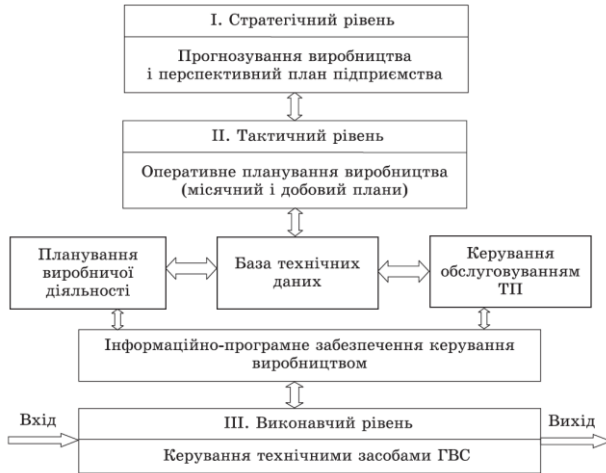 I. Стратегічний рівень
Прогнозування виробництва
і перспективний план підприємства
II. Тактичний рівень
Оперативне планування виробництва
(місячний і добовий плани)
Планування
виробничої
діяльності
База технічних
даних
Керування
обслуговуванням
ТП
Інформаційно-програмне забезпечення керування
виробництвом
Вхід
III. Виконавчий рівень
Вихід
Керування технічними засобами ГВС